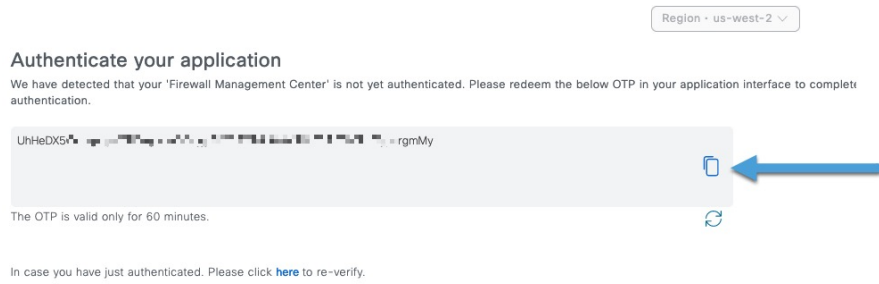 Region · us-west-2
Authenticate your application
We have detected that your 'Firewall Management Center' is not yet authenticated. Please redeem the below OTP in your application interface to complete
authentication.
UhHeDX5 rgmMy
The OTP is valid only for 60 minutes.
In case you have just authenticated. Please click here to re-verify.